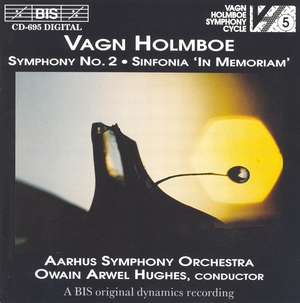 BIS
CD-695 DIGITAL
VAGN
HOLMBOE
SYMPHONY
CYCLE
5
VAGN HOLMBOE
SYMPHONY NO. 2 • SINFONIA 'IN MEMORIAM'
AARHUS SYMPHONY ORCHESTRA
OWAIN ARWEL HUGHES, CONDUCTOR
A BIS original dynamics recording